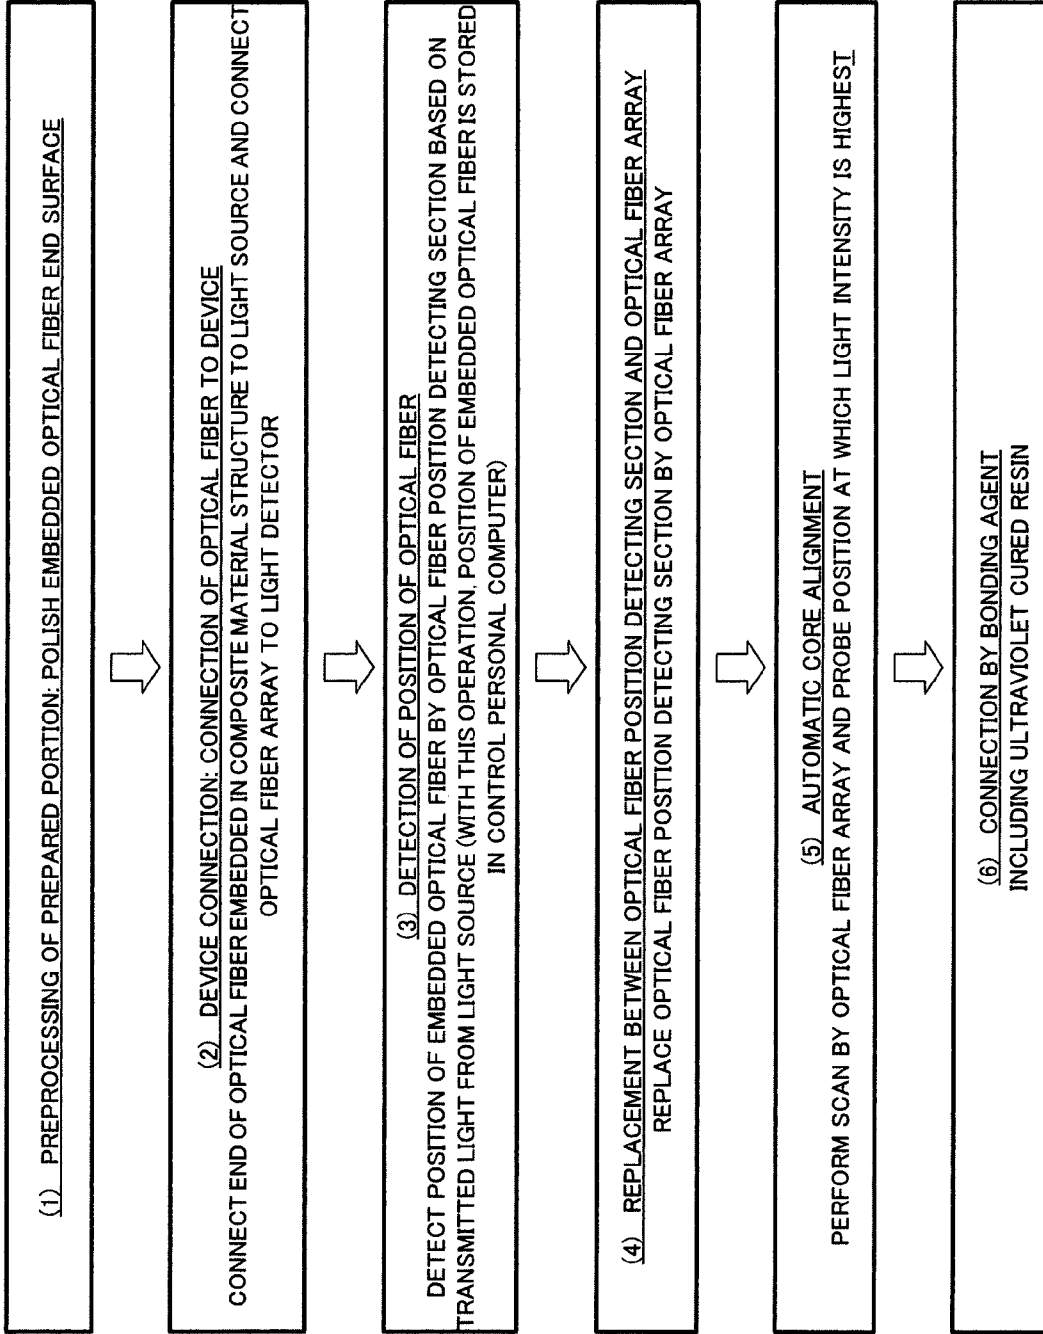 (1) PREPROCESSING OF PREPARED PORTION: POLISH EMBEDDED OPTICAL FIBER END SURFACE
(2) DEVICE CONNECTION: CONNECTION OF OPTICAL FIBER TO DEVICE
CONNECT END OF OPTICAL FIBER EMBEDDED IN COMPOSITE MATERIAL STRUCTURE TO LIGHT SOURCE AND CONNECT
OPTICAL FIBER ARRAY TO LIGHT DETECTOR
(3) DETECTION OF POSITION OF OPTICAL FIBER
DETECT POSITION OF EMBEDDED OPTICAL FIBER BY OPTICAL FIBER POSITION DETECTING SECTION BASED ON
TRANSMITTED LIGHT FROM LIGHT SOURCE (WITH THIS OPERATION, POSITION OF EMBEDDED OPTICAL FIBER IS STORED
IN CONTROL PERSONAL COMPUTER)
(4) REPLACEMENT BETWEEN OPTICAL FIBER POSITION DETECTING SECTION AND OPTICAL FIBER ARRAY
REPLACE OPTICAL FIBER POSITION DETECTING SECTION BY OPTICAL FIBER ARRAY
(5) AUTOMATIC CORE ALIGNMENT
PERFORM SCAN BY OPTICAL FIBER ARRAY AND PROBE POSITION AT WHICH LIGHT INTENSITY IS HIGHEST
(6) CONNECTION BY BONDING AGENT
INCLUDING ULTRAVIOLET CURED RESIN